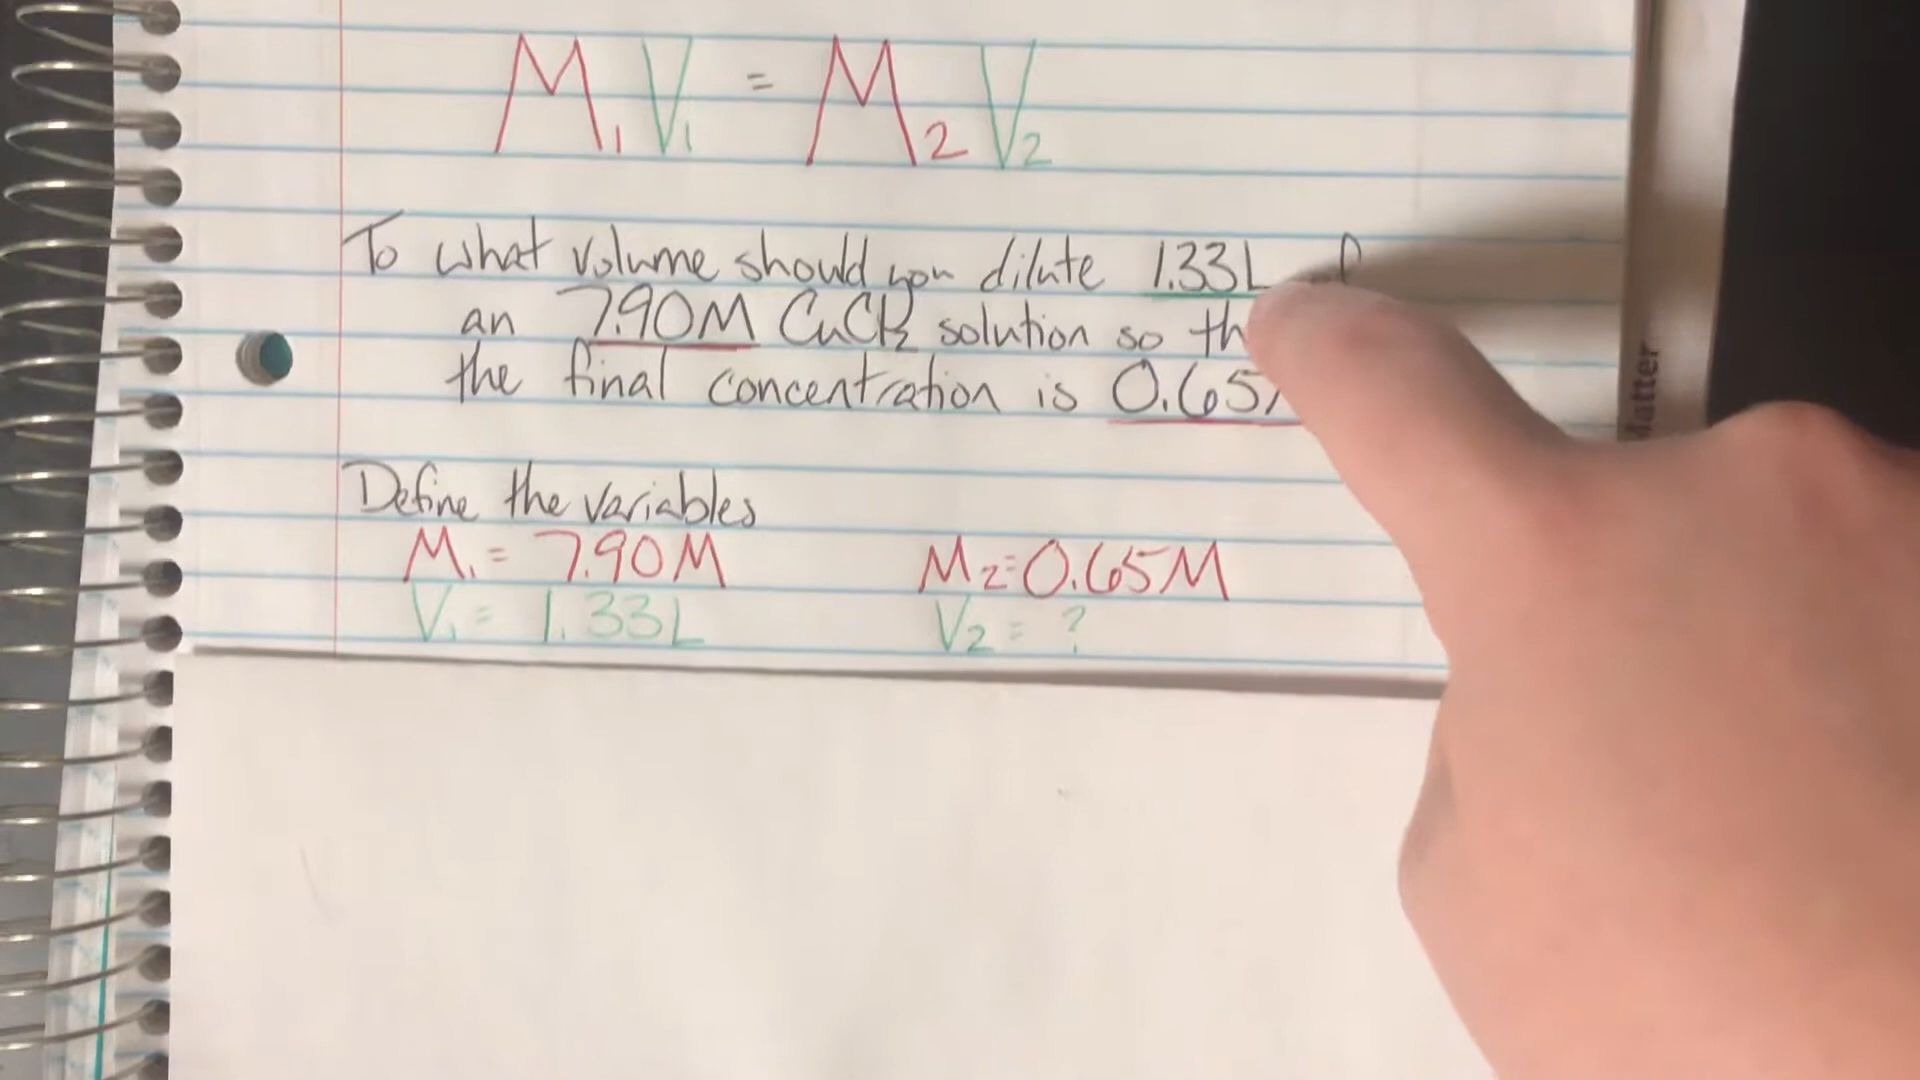 M₁V₁ = M₂V₂
To what volume should you dilute 1.33L
an 7.90M CuCl₂ solution so
the final concentration is 0.65
Define the variables
M₁ = 7.90M M₂ = 0.65M
V₁ = 1.33L V₂ = ?
Matter